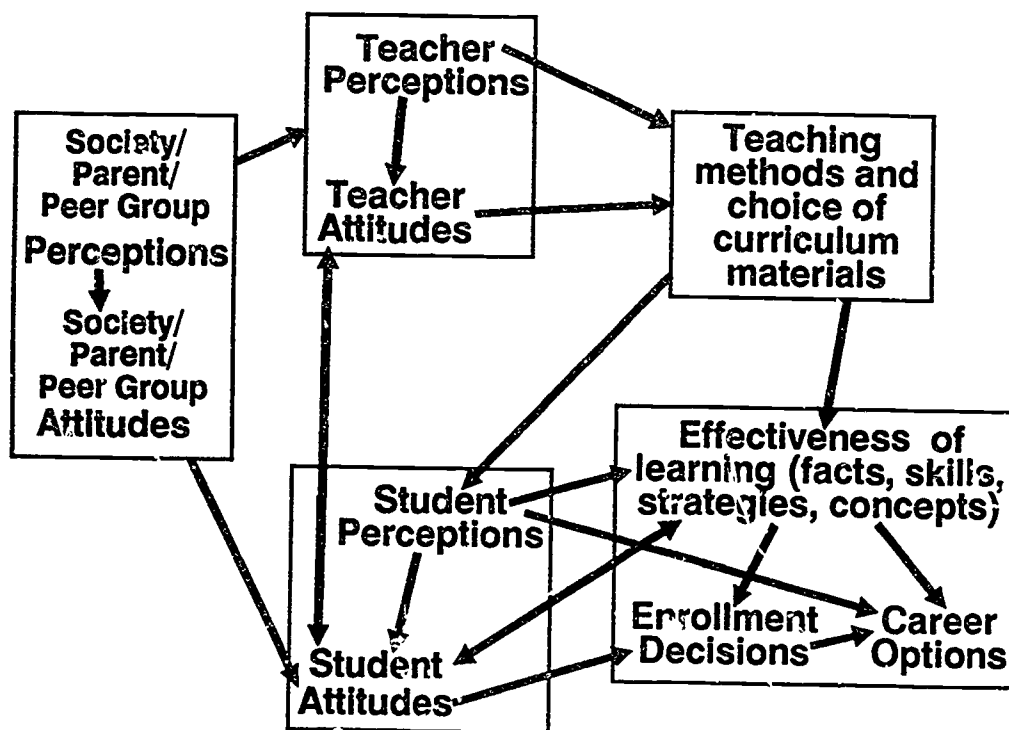 Society/
Parent/
Peer Group
Perceptions
Society/
Parent/
Peer Group
Attitudes
Teacher
Perceptions
Teacher
Attitudes
Teaching
methods and
choice of
curriculum
materials
Student
Perceptions
Student
Attitudes
Effectiveness of
learning (facts, skills,
strategies, concepts)
Enrollment
Decisions
Career
Options